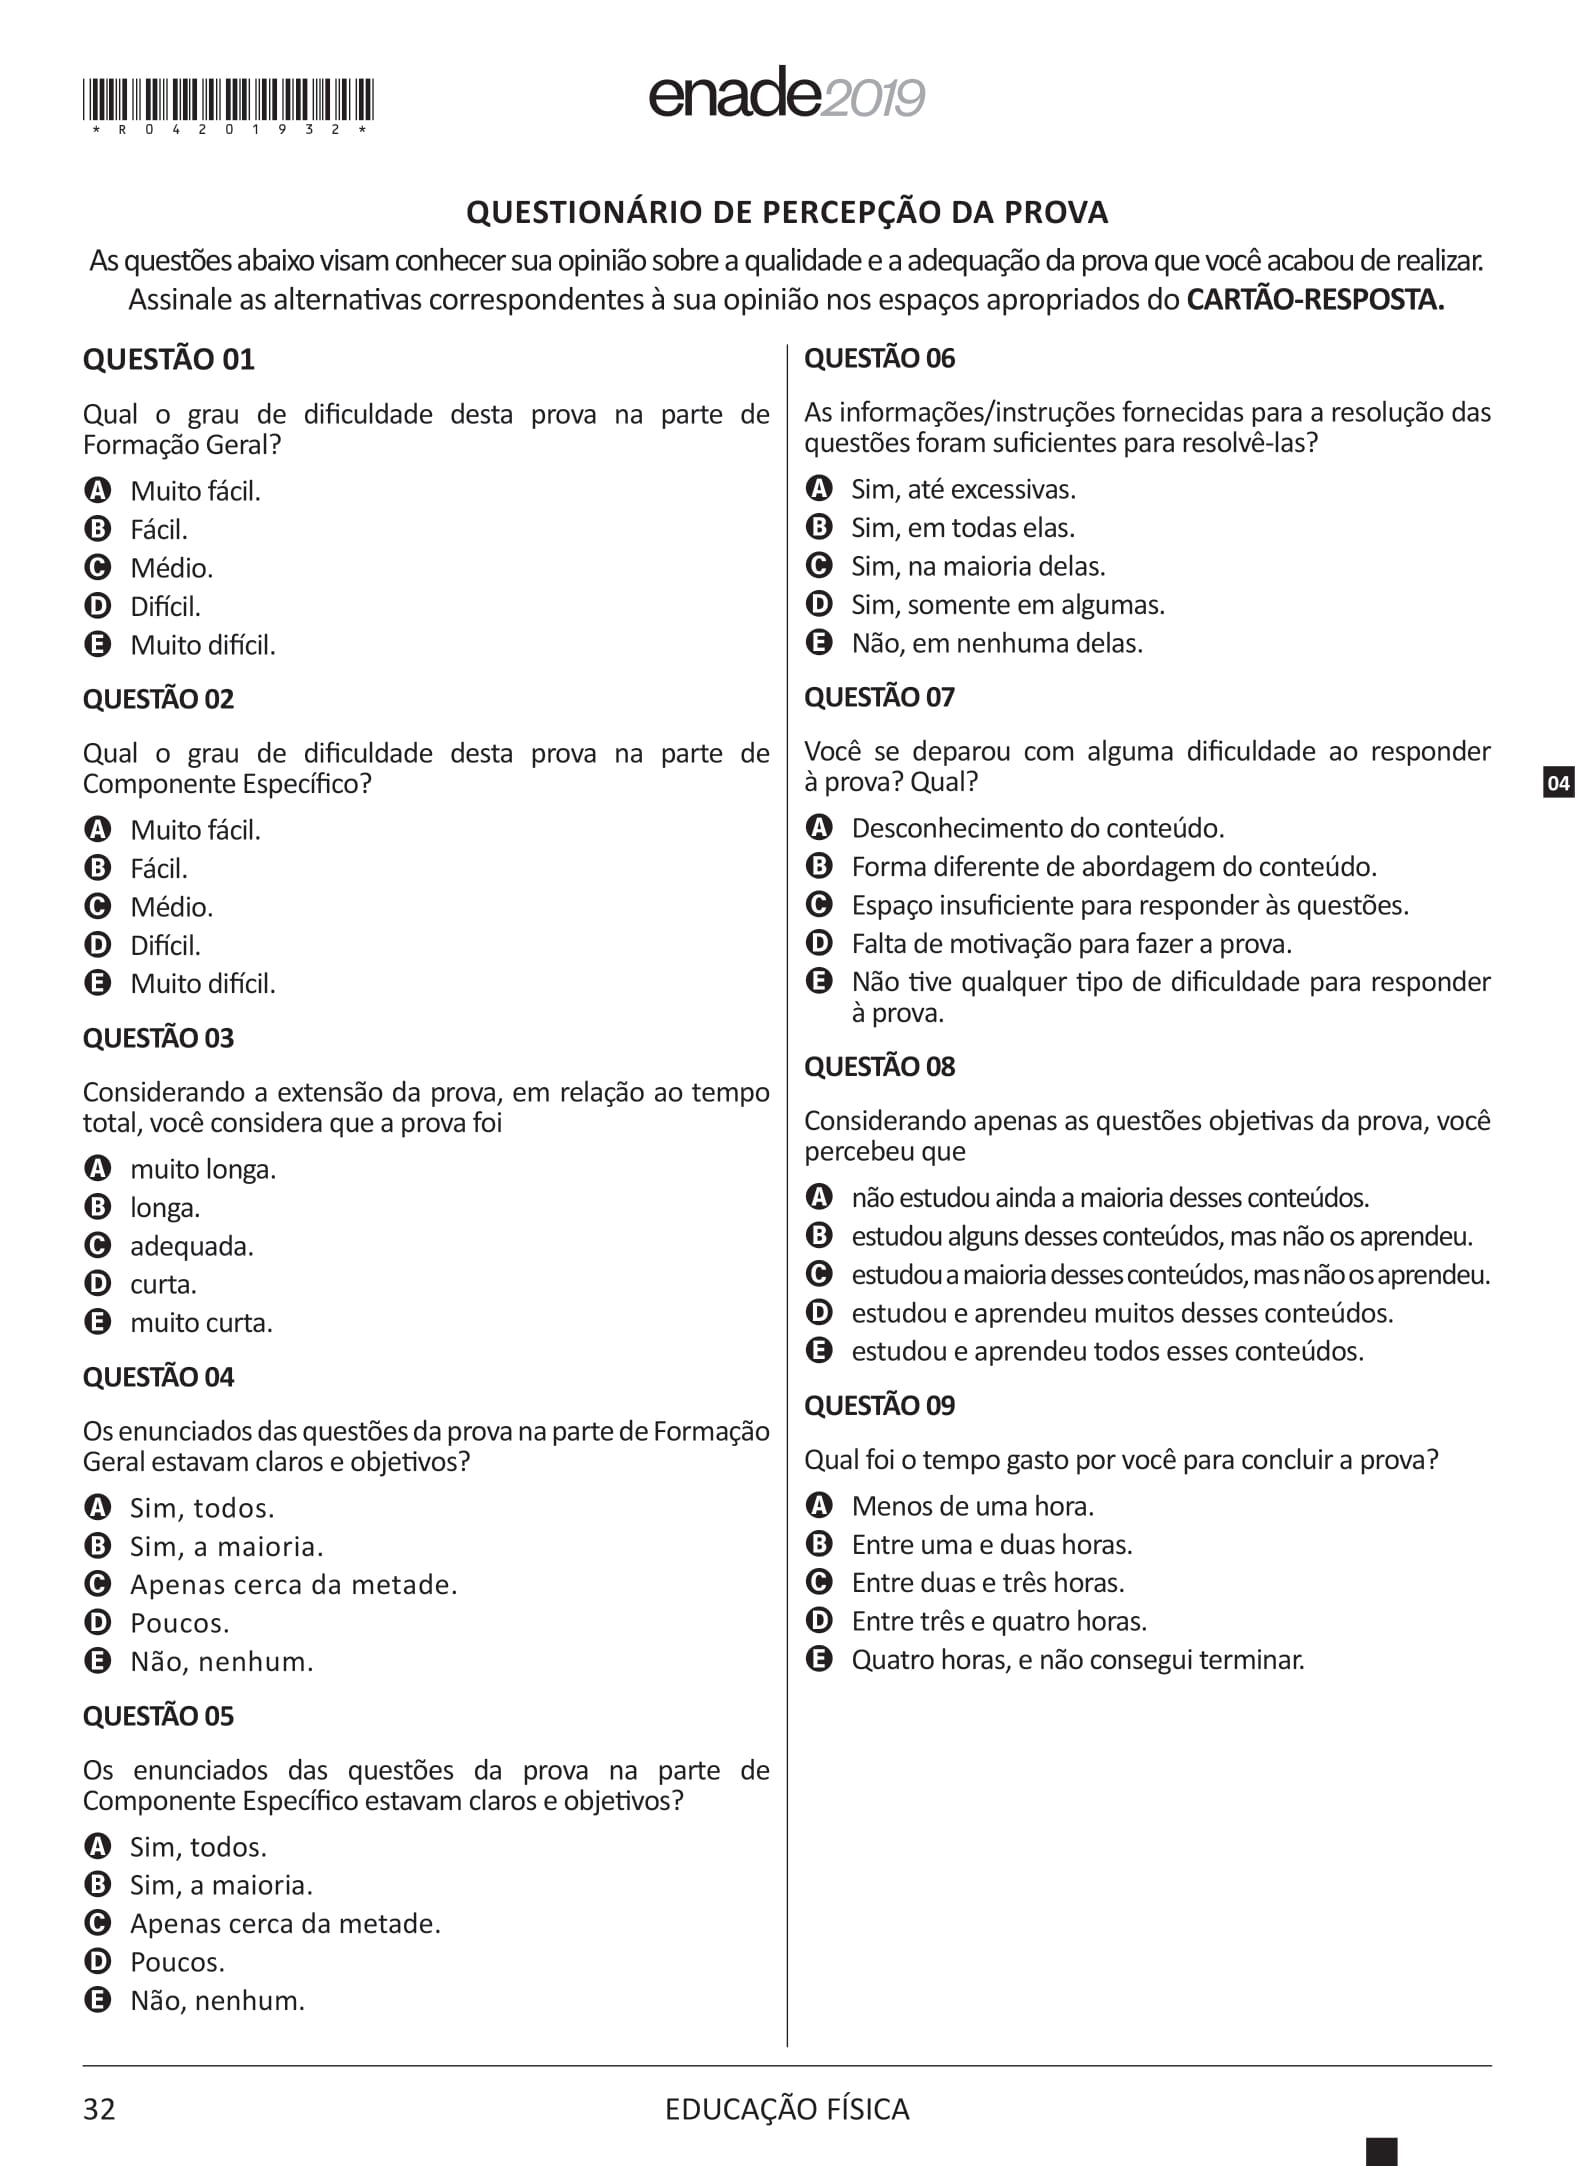 *R04201932*
enade2019
QUESTIONÁRIO DE PERCEPÇÃO DA PROVA
As questões abaixo visam conhecer sua opinião sobre a qualidade e a adequação da prova que você acabou de realizar.
Assinale as alternativas correspondentes à sua opinião nos espaços apropriados do CARTÃO-RESPOSTA.
QUESTÃO 01
Qual o grau de dificuldade desta prova na parte de
Formação Geral?
A Muito fácil.
B Fácil.
C Médio.
D Difícil.
E Muito difícil.
QUESTÃO 02
Qual o grau de dificuldade desta prova na parte de
Componente Específico?
A Muito fácil.
B Fácil.
C Médio.
D Difícil.
E Muito difícil.
QUESTÃO 03
Considerando a extensão da prova, em relação ao tempo
total, você considera que a prova foi
A muito longa.
B longa.
C adequada.
D curta.
E muito curta.
QUESTÃO 04
Os enunciados das questões da prova na parte de Formação
Geral estavam claros e objetivos?
A Sim, todos.
B Sim, a maioria.
C Apenas cerca da metade.
D Poucos.
E Não, nenhum.
QUESTÃO 05
Os enunciados das questões da prova na parte de
Componente Específico estavam claros e objetivos?
A Sim, todos.
B Sim, a maioria.
C Apenas cerca da metade.
D Poucos.
E Não, nenhum.
QUESTÃO 06
As informações/instruções fornecidas para a resolução das
questões foram suficientes para resolvê-las?
A Sim, até excessivas.
B Sim, em todas elas.
C Sim, na maioria delas.
D Sim, somente em algumas.
E Não, em nenhuma delas.
QUESTÃO 07
Você se deparou com alguma dificuldade ao responder
à prova? Qual?
A Desconhecimento do conteúdo.
B Forma diferente de abordagem do conteúdo.
C Espaço insuficiente para responder às questões.
D Falta de motivação para fazer a prova.
E Não tive qualquer tipo de dificuldade para responder
à prova.
QUESTÃO 08
Considerando apenas as questões objetivas da prova, você
percebeu que
A não estudou ainda a maioria desses conteúdos.
B estudou alguns desses conteúdos, mas não os aprendeu.
C estudou a maioria desses conteúdos, mas não os aprendeu.
D estudou e aprendeu muitos desses conteúdos.
E estudou e aprendeu todos esses conteúdos.
QUESTÃO 09
Qual foi o tempo gasto por você para concluir a prova?
A Menos de uma hora.
B Entre uma e duas horas.
C Entre duas e três horas.
D Entre três e quatro horas.
E Quatro horas, e não consegui terminar.
04
32
EDUCAÇÃO FÍSICA